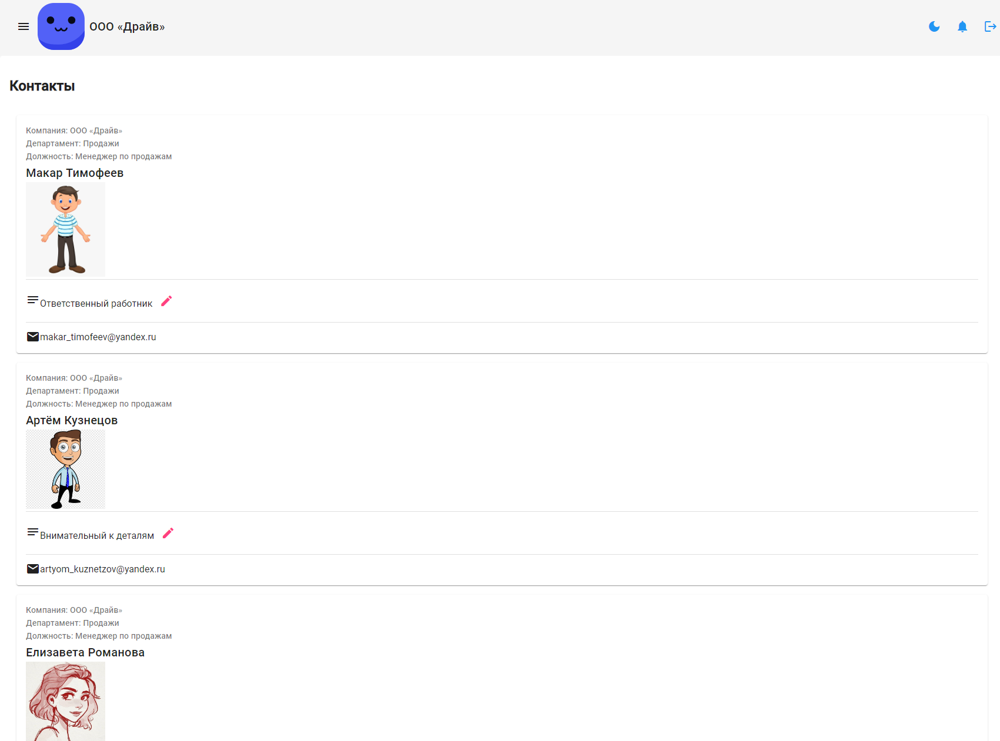 ООО «Драйв»
Контакты
Компания: ООО «Драйв»
Департамент: Продажи
Должность: Менеджер по продажам
Макар Тимофеев
Ответственный работник
makar_timofeev@yandex.ru
Компания: ООО «Драйв»
Департамент: Продажи
Должность: Менеджер по продажам
Артём Кузнецов
Внимательный к деталям
artyom_kuznetzov@yandex.ru
Компания: ООО «Драйв»
Департамент: Продажи
Должность: Менеджер по продажам
Елизавета Романова